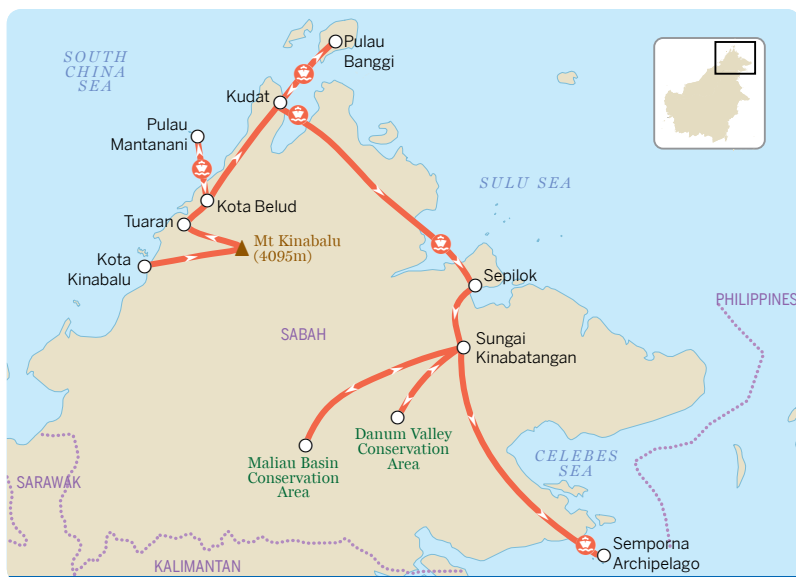 Pulau
Banggi
SOUTH
CHINA
SEA
Kudat
Pulau
Mantanani
SULU SEA
Kota Belud
Tuaran
Mt Kinabalu
(4095m)
Kota
Kinabalu
Sepilok
PHILIPPINES
SABAH
Sungai
Kinabatangan
Danum Valley
Conservation
Area
Maliau Basin
Conservation
Area
CELEBES
SEA
SARAWAK
Semporna
Archipelago
KALIMANTAN